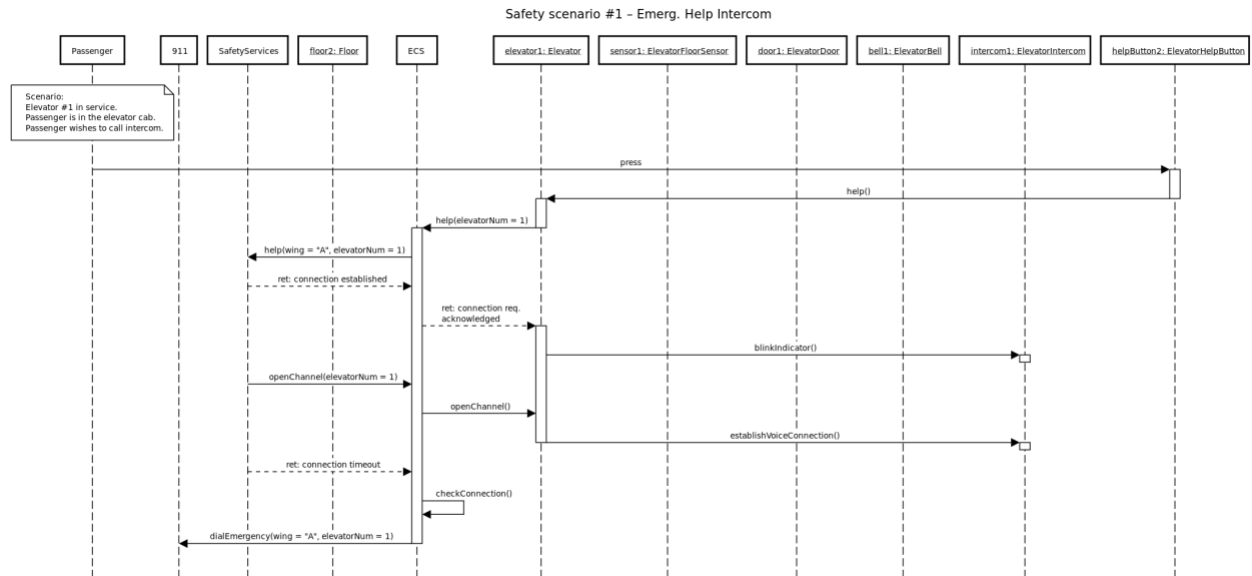 Safety scenario #1 – Emerg. Help Intercom
Passenger
911
SafetyServices
floor2: Floor
ECS
elevator1: Elevator
sensor1: ElevatorFloorSensor
door1: ElevatorDoor
bell1: ElevatorBell
intercom1: ElevatorIntercom
helpButton2: ElevatorHelpButton
Scenario:
Elevator #1 in service.
Passenger is in the elevator cab.
Passenger wishes to call intercom.
press
help()
help(elevatorNum = 1)
help(wing = "A", elevatorNum = 1)
ret: connection established
ret: connection req.
acknowledged
blinkIndicator()
openChannel(elevatorNum = 1)
openChannel()
establishVoiceConnection()
ret: connection timeout
checkConnection()
dialEmergency(wing = "A", elevatorNum = 1)